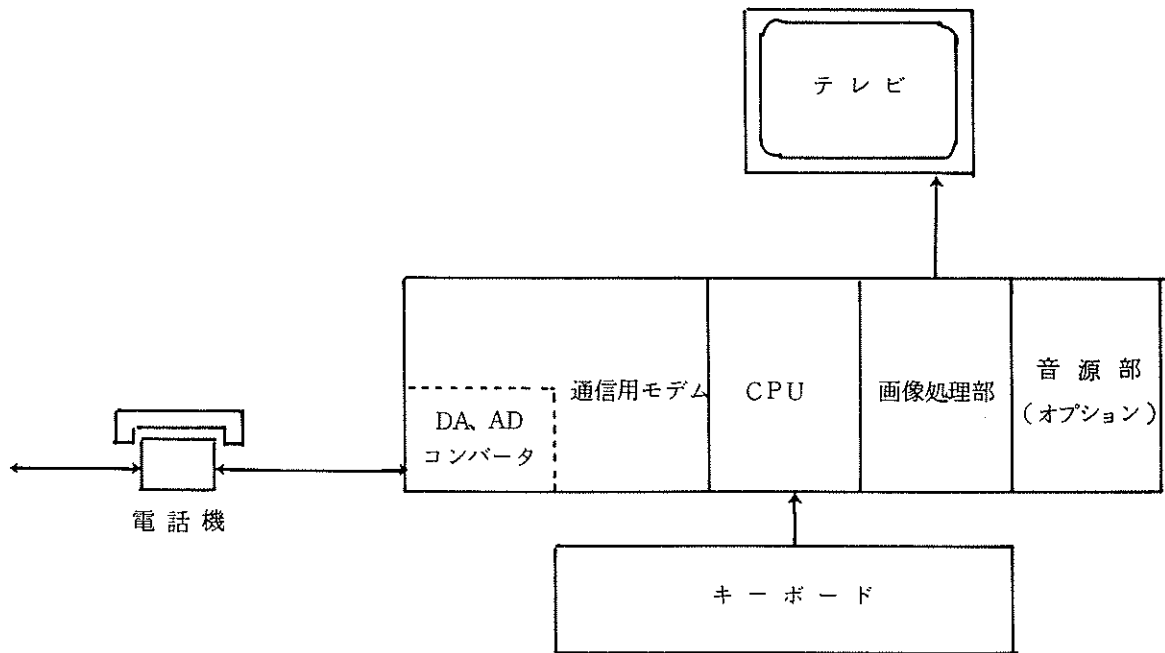 テレビ
通信用モデム
CPU
画像処理部
音源部
(オプション)
DA、AD
コンバータ
電話機
キーボード